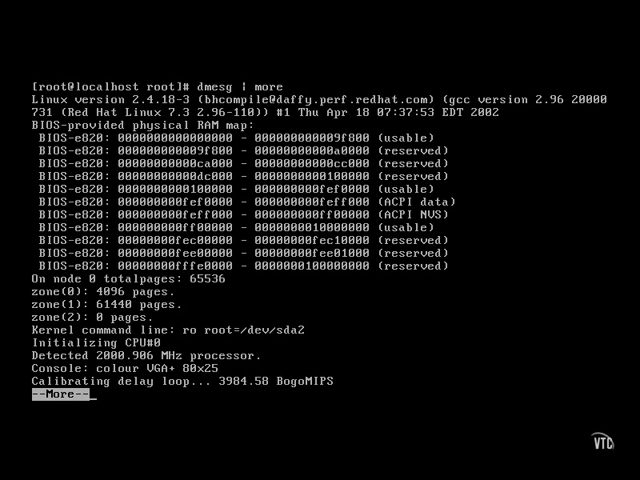 [root@localhost root]# dmesg | more
Linux version 2.4.18-3 (bhcompile@daffy.perf.redhat.com) (gcc version 2.96 20000
731 (Red Hat Linux 7.3 2.96-110)) #1 Thu Apr 18 07:37:53 EDT 2002
BIOS-provided physical RAM map:
 BIOS-e820: 0000000000000000 - 000000000009f800 (usable)
 BIOS-e820: 000000000009f800 - 00000000000a0000 (reserved)
 BIOS-e820: 00000000000ca000 - 00000000000cc000 (reserved)
 BIOS-e820: 00000000000dc000 - 0000000000100000 (reserved)
 BIOS-e820: 0000000000100000 - 000000000fef0000 (usable)
 BIOS-e820: 000000000fef0000 - 000000000feff000 (ACPI data)
 BIOS-e820: 000000000feff000 - 000000000ff00000 (ACPI NVS)
 BIOS-e820: 000000000ff00000 - 0000000010000000 (usable)
 BIOS-e820: 00000000fec00000 - 00000000fec10000 (reserved)
 BIOS-e820: 00000000fee00000 - 00000000fee01000 (reserved)
 BIOS-e820: 00000000fffe0000 - 0000000100000000 (reserved)
On node 0 totalpages: 65536
zone(0): 4096 pages.
zone(1): 61440 pages.
zone(2): 0 pages.
Kernel command line: ro root=/dev/sda2
Initializing CPU#0
Detected 2000.906 MHz processor.
Console: colour VGA+ 80x25
Calibrating delay loop... 3984.58 BogoMIPS
--More--_
VTC